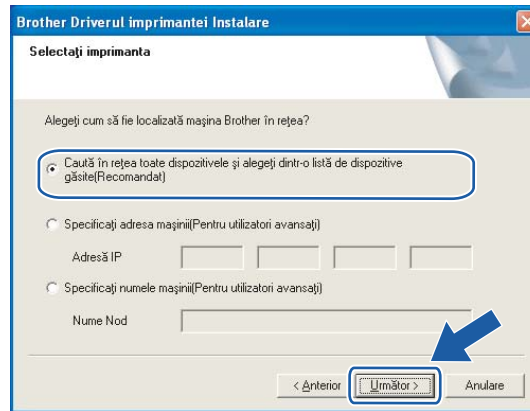 Brother Driverul imprimantei Instalare
Selectaţi imprimanta
Alegeţi cum să fie localizată maşina Brother în reţea?
Caută în reţea toate dispozitivele şi alegeţi dintr-o listă de dispozitive
găsite(Recomandat)
Specificaţi adresa maşinii(Pentru utilizatori avansaţi)
Adresă IP
Specificaţi numele maşinii(Pentru utilizatori avansaţi)
Nume Nod
< Anterior Următor > Anulare